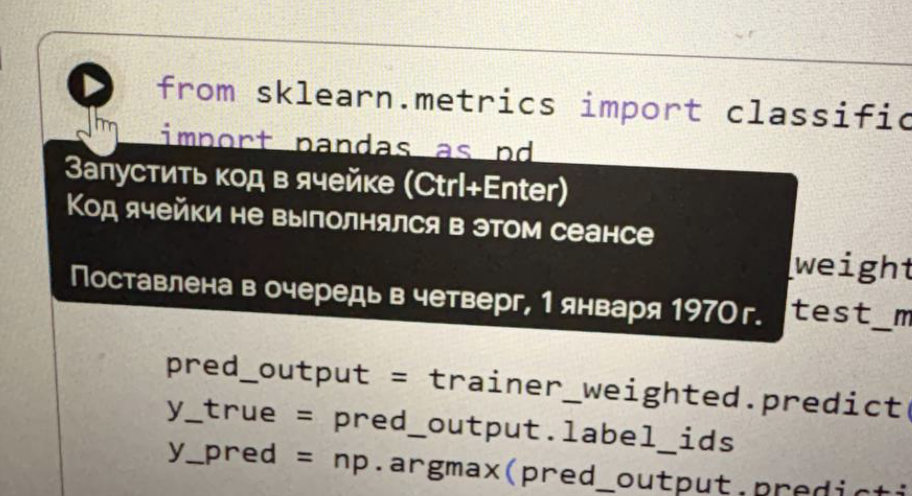 from sklearn.metrics import classific
import pandas as pd
Запустить код в ячейке (Ctrl+Enter)
Код ячейки не выполнялся в этом сеансе
Поставлена в очередь в четверг, 1 января 1970 г.
_weight
test_m
pred_output = trainer_weighted.predict(
y_true = pred_output.label_ids
y_pred = np.argmax(pred_output.predicti